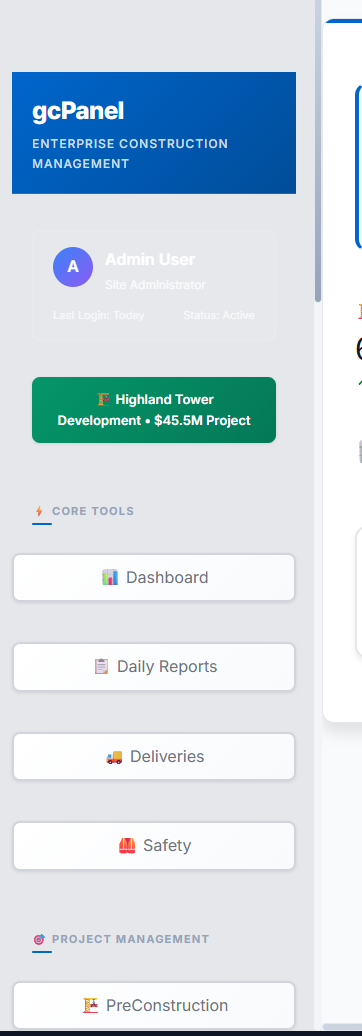 gcPanel
ENTERPRISE CONSTRUCTION
MANAGEMENT
A
Admin User
Site Administrator
Last Login: Today Status: Active
Highland Tower
Development • $45.5M Project
CORE TOOLS
Dashboard
Daily Reports
Deliveries
Safety
PROJECT MANAGEMENT
PreConstruction